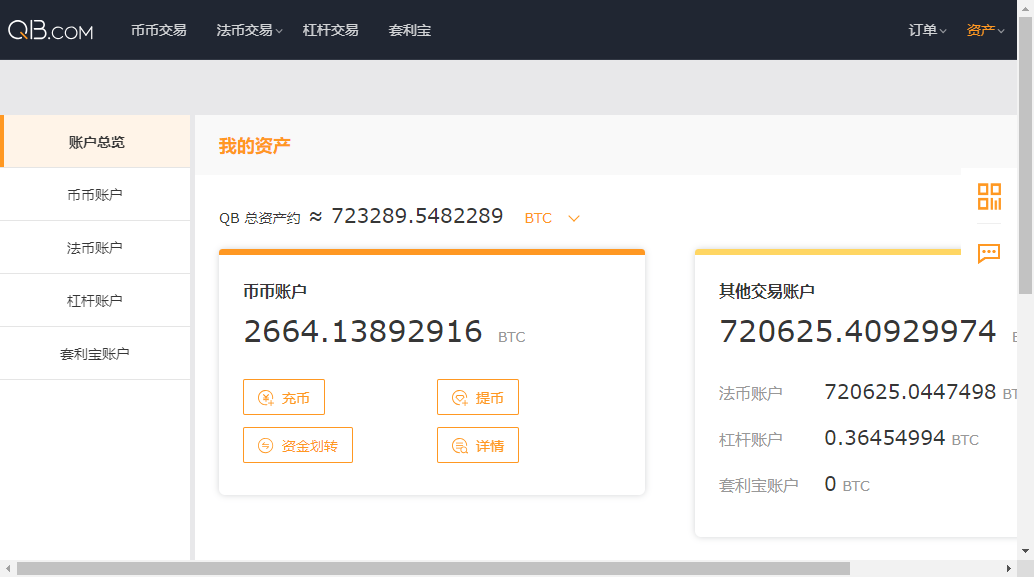 QB.COM 币币交易 法币交易 杠杆交易 套利宝 订单 资产
账户总览
币币账户
法币账户
杠杆账户
套利宝账户
我的资产
QB 总资产约 ≈ 723289.5482289 BTC
币币账户
2664.13892916 BTC
充币 提币
资金划转 详情
其他交易账户
720625.40929974
法币账户 720625.0447498 BT
杠杆账户 0.36454994 BTC
套利宝账户 0 BTC